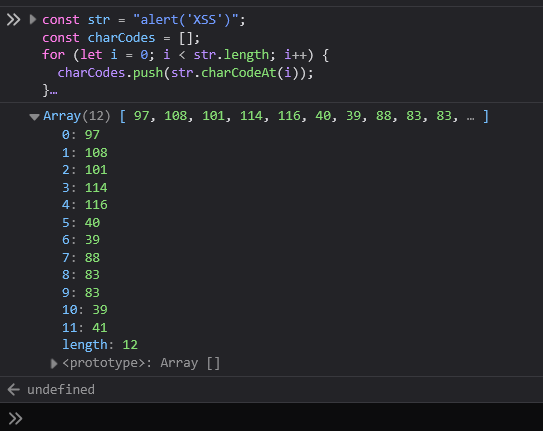 const str = "alert('XSS')";
const charCodes = [];
for (let i = 0; i < str.length; i++) {
  charCodes.push(str.charCodeAt(i));
}…
Array(12) [ 97, 108, 101, 114, 116, 40, 39, 88, 83, 83, … ]
0: 97
1: 108
2: 101
3: 114
4: 116
5: 40
6: 39
7: 88
8: 83
9: 83
10: 39
11: 41
length: 12
<prototype>: Array []
undefined